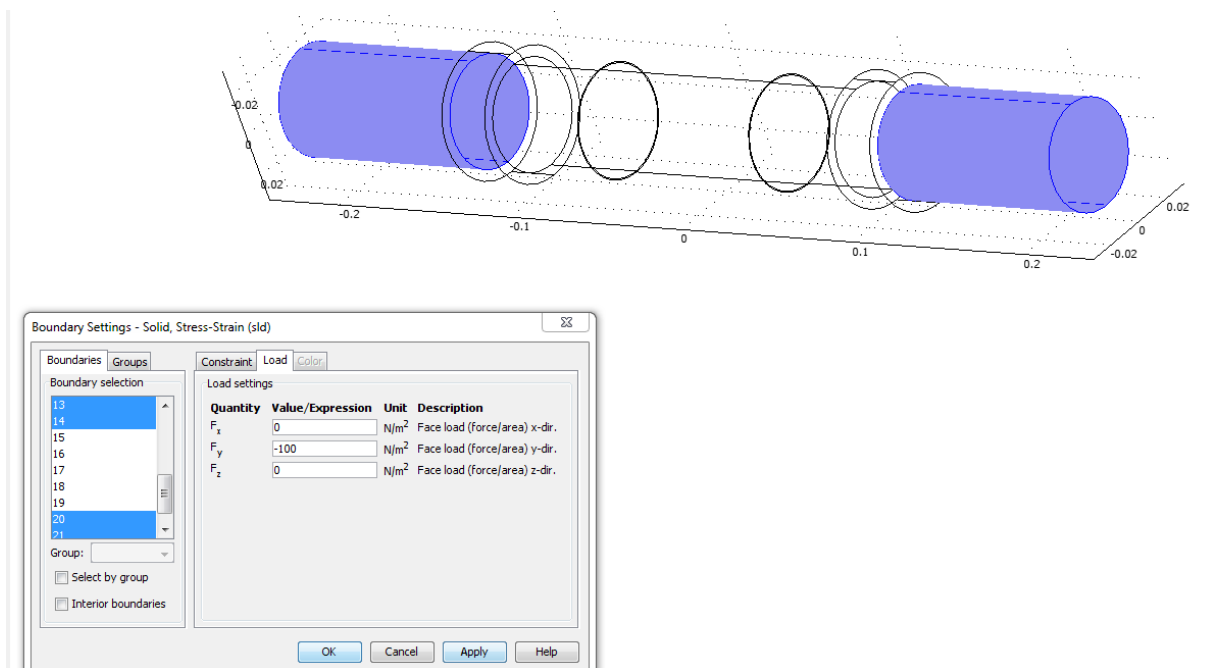 0.02
0
0.02
-0.2
-0.1
0
0.1
0.2
0.02
0
-0.02
Boundary Settings - Solid, Stress-Strain (sld)
Boundaries Groups
Constraint Load Color
Boundary selection
Load settings
13
14
15
16
17
18
19
20
21
Quantity Value/Expression Unit Description
Fx 0 N/m² Face load (force/area) x-dir.
Fy -100 N/m² Face load (force/area) y-dir.
Fz 0 N/m² Face load (force/area) z-dir.
Group:
Select by group
Interior boundaries
OK Cancel Apply Help